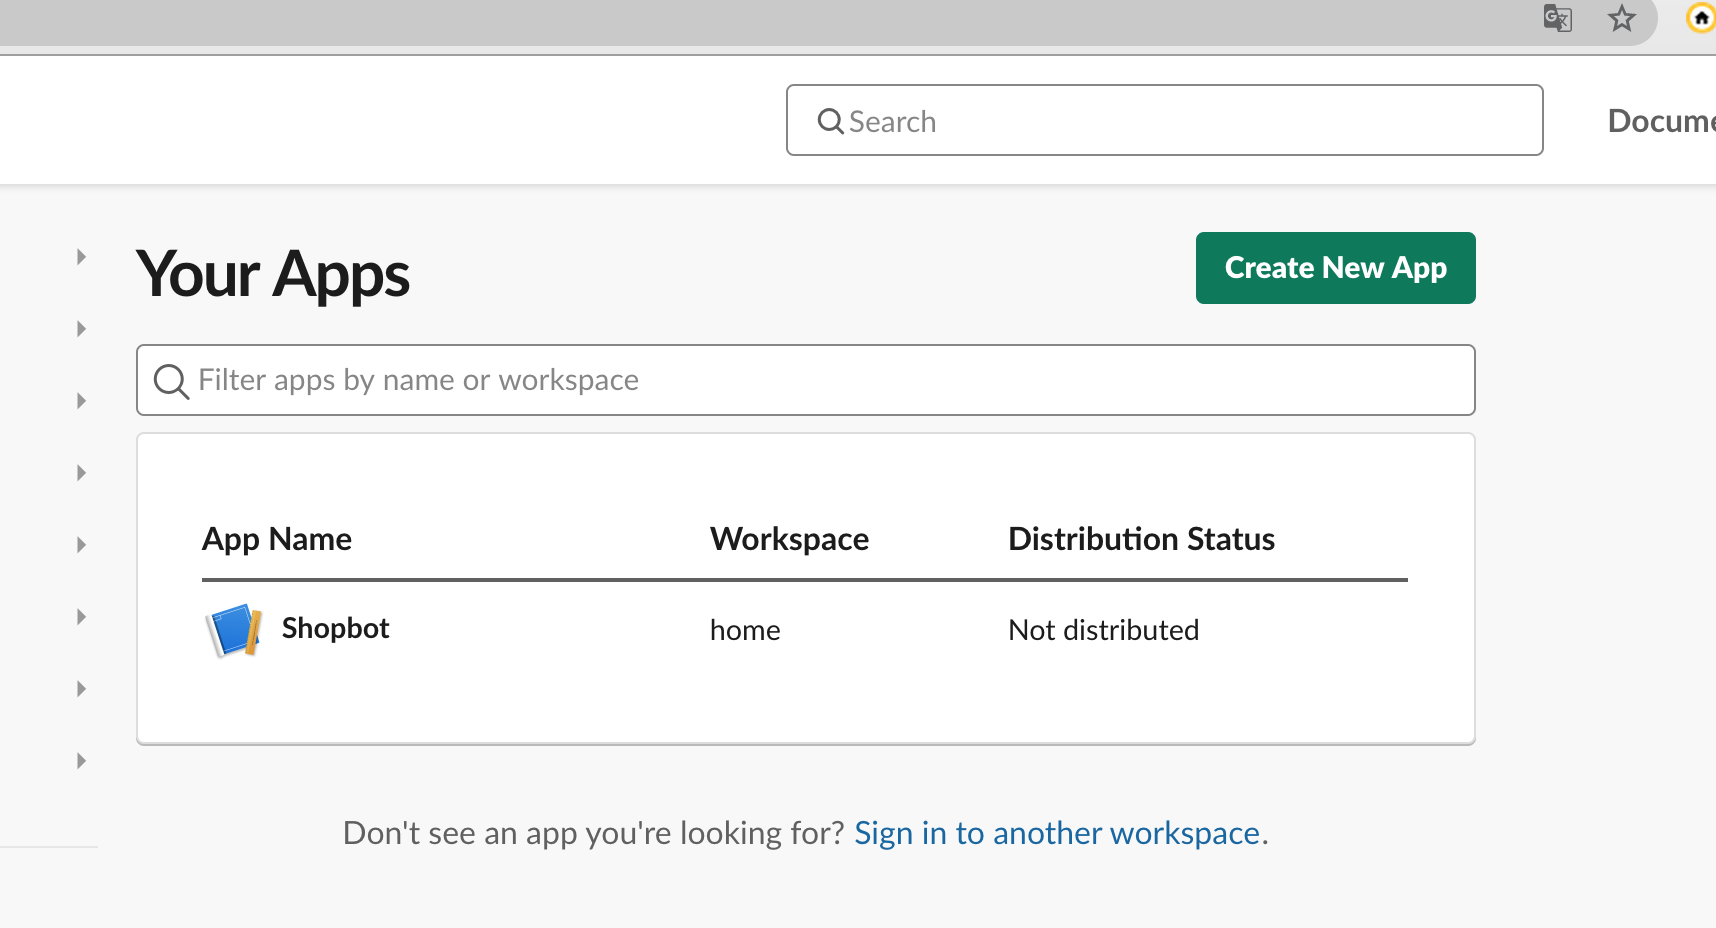 Search
Docume
Your Apps
Create New App
Filter apps by name or workspace
App Name Workspace Distribution Status
Shopbot home Not distributed
Don't see an app you're looking for? Sign in to another workspace.